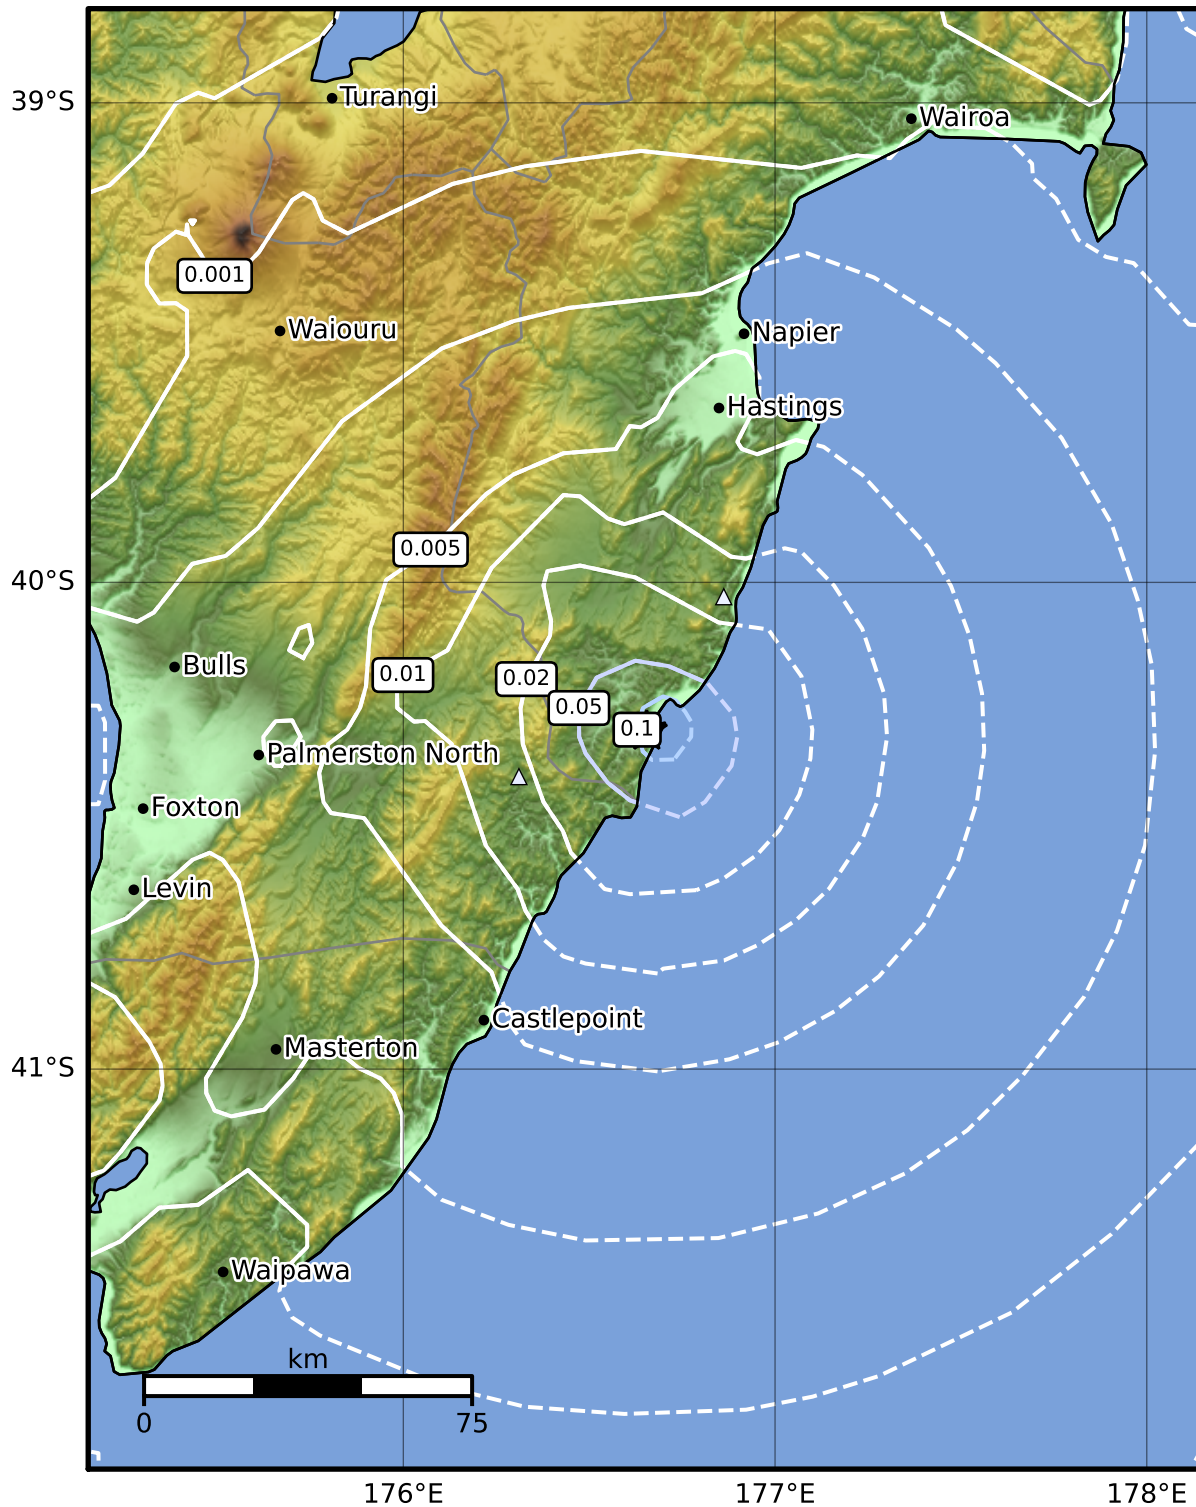 39°S
Turangi
Wairoa
0.001
Waiouru
Napier
Hastings
0.005
40°S
Bulls
0.01
0.02
0.05
0.1
Palmerston North
Foxton
Levin
Castlepoint
Masterton
41°S
Waipawa
km
0 75
176°E 177°E 178°E